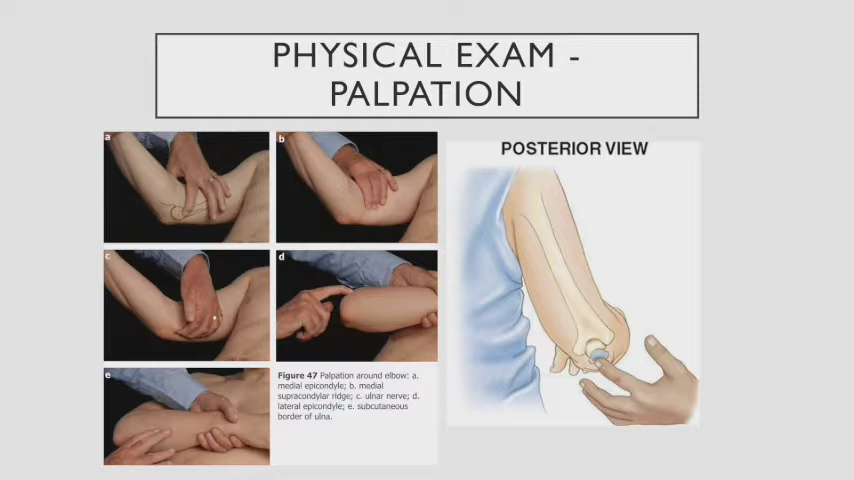 PHYSICAL EXAM -
PALPATION
a
b
c
d
e
Figure 47 Palpation around elbow: a.
medial epicondyle; b. medial
supracondylar ridge; c. ulnar nerve; d.
lateral epicondyle; e. subcutaneous
border of ulna.
POSTERIOR VIEW